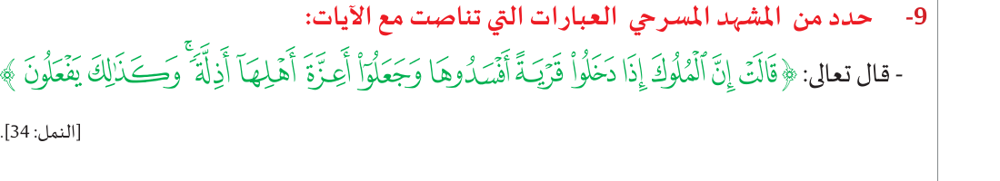 9- حدد من المشهد المسرحي العبارات التي تناصت مع الآيات:
- قال تعالى: ﴿قَالَتْ إِنَّ ٱلْمُلُوكَ إِذَا دَخَلُوا۟ قَرْيَةً أَفْسَدُوهَا وَجَعَلُوٓا۟ أَعِزَّةَ أَهْلِهَآ أَذِلَّةً ۖ وَكَذَٰلِكَ يَفْعَلُونَ﴾
[النمل: 34].